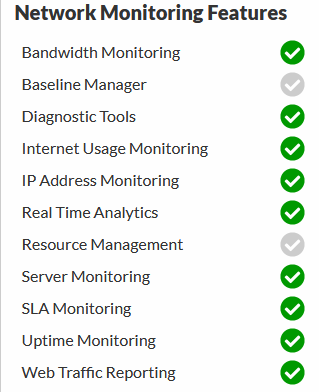 Network Monitoring Features
Bandwidth Monitoring
Baseline Manager
Diagnostic Tools
Internet Usage Monitoring
IP Address Monitoring
Real Time Analytics
Resource Management
Server Monitoring
SLA Monitoring
Uptime Monitoring
Web Traffic Reporting